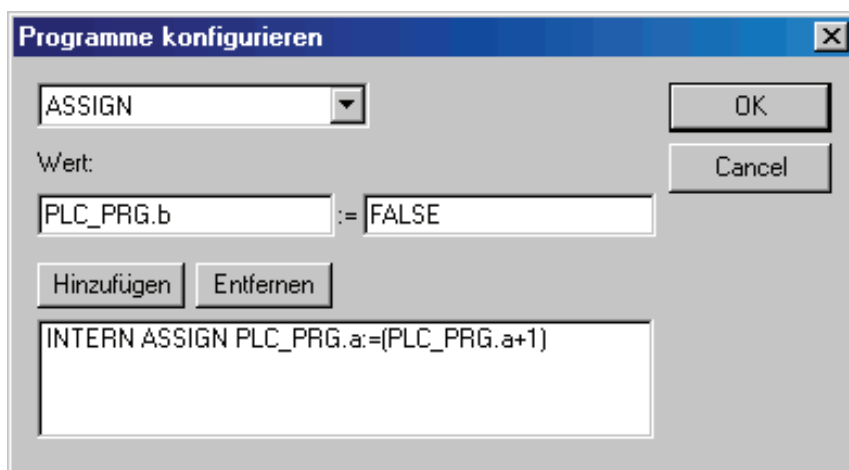 Programme konfigurieren
ASSIGN
OK
Wert:
Cancel
PLC_PRG.b := FALSE
Hinzufügen Entfernen
INTERN ASSIGN PLC_PRG.a:=(PLC_PRG.a+1)